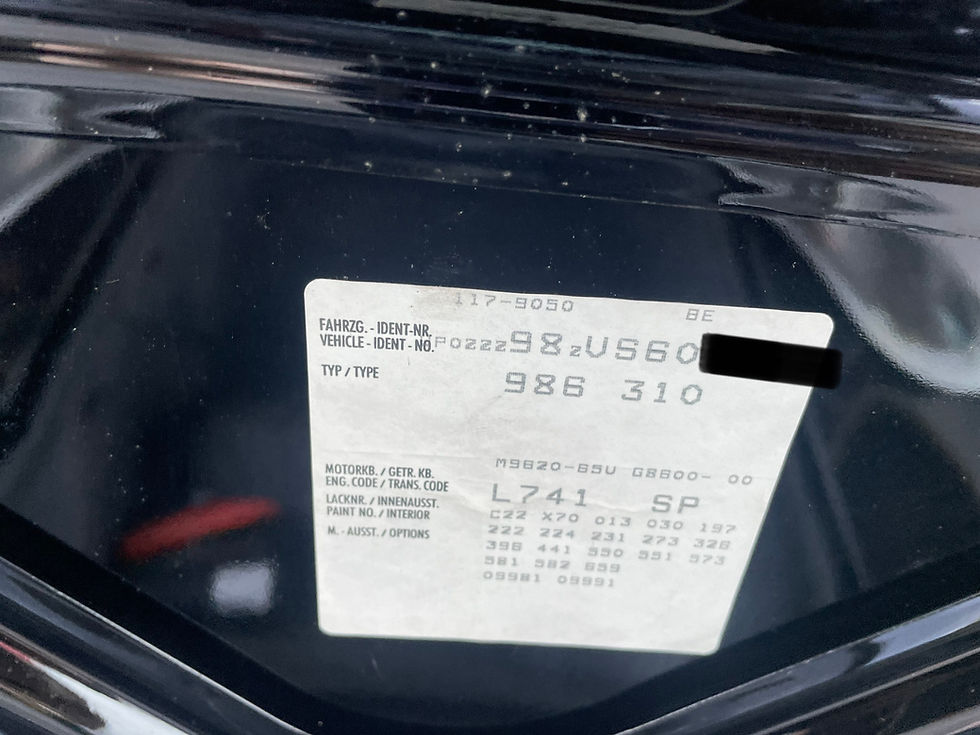 117-9050 BE
FAHRZG. - IDENT-NR.
VEHICLE - IDENT - NO. WP0ZZZ98ZVS60
TYP / TYPE 986 310
MOTORKB. / GETR. KB. M9620-65U G8600- 00
ENG. CODE / TRANS. CODE
LACKNR. / INNENAUSST. L741 SP
PAINT NO. / INTERIOR C22 X70 013 030 197
M. - AUSST. / OPTIONS 222 224 231 273 328
396 441 550 551 573
581 582 659
09981 09991